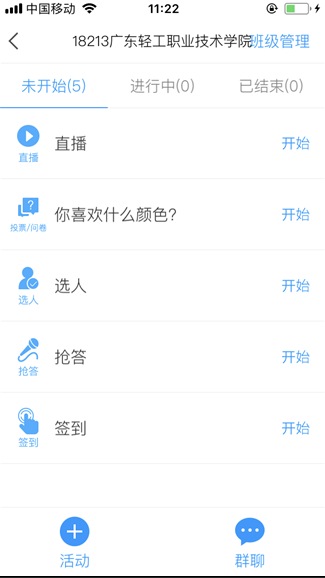 中国移动 11:22
18213广东轻工职业技术学院 班级管理
未开始(5) 进行中(0) 已结束(0)
直播 直播 开始
投票/问卷 你喜欢什么颜色? 开始
选人 选人 开始
抢答 抢答 开始
签到 签到 开始
活动 群聊